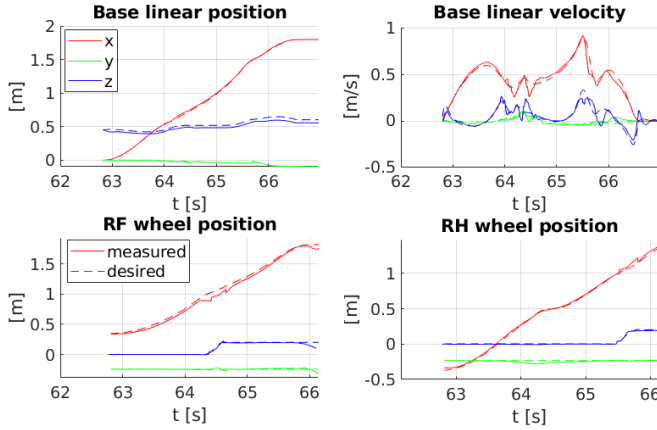 Base linear position
Base linear velocity
2
1.5
1
0.5
0
[m]
x
y
z
62
63
64
65
66
t [s]
1
0.5
0
-0.5
[m/s]
62
63
64
65
66
t [s]
RF wheel position
RH wheel position
1.5
1
0.5
0
[m]
measured
desired
62
63
64
65
66
t [s]
1
0
-0.5
[m]
63
64
65
66
t [s]